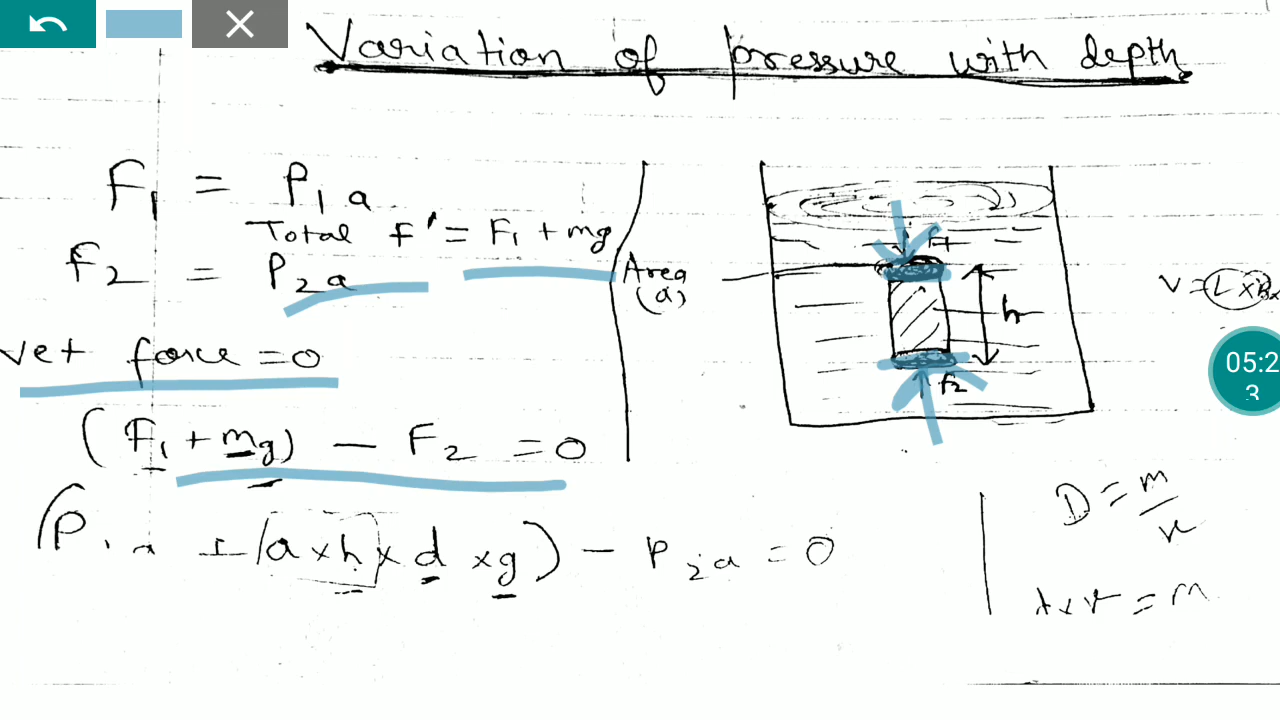 Variation of pressure with depth
F1 = P1 a
Total F' = F1 + mg
F2 = P2 a
Net force = 0
(F1 + mg) - F2 = 0
(P1 a + (a × h × d × g) - P2 a = 0
F1
Area
(a)
h
F2
V = L × B ×
05:2
3
D = m/v
d × v = m